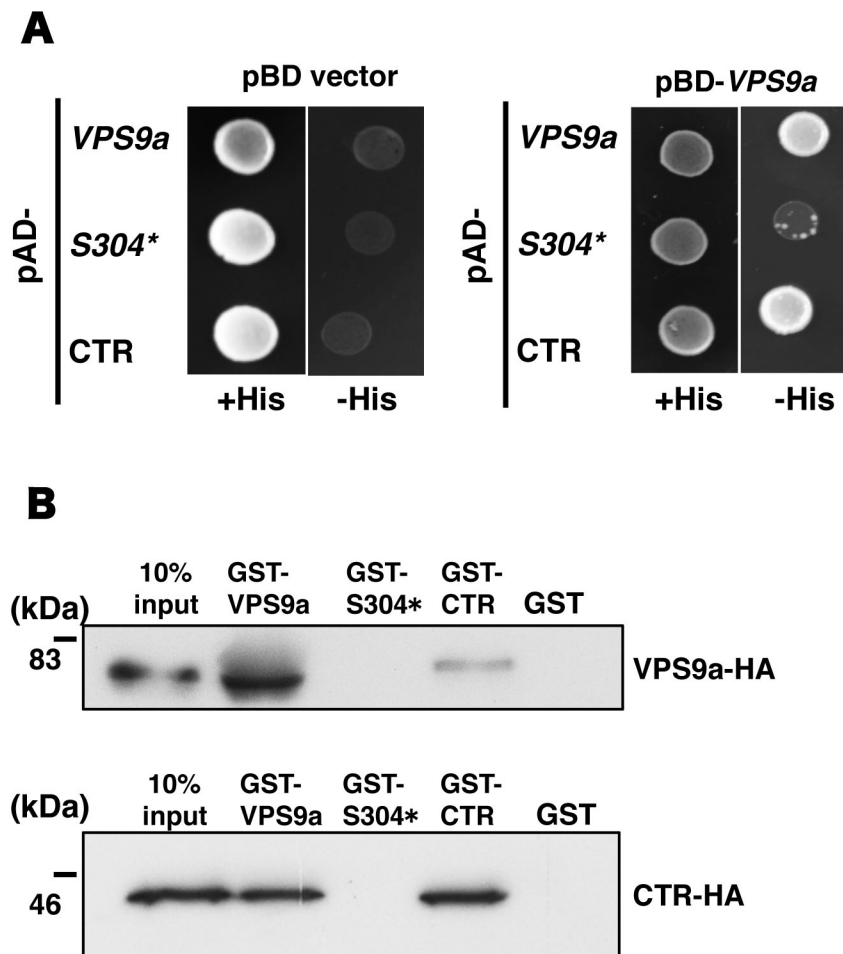 A
pBD vector
pBD-VPS9a
pAD-
VPS9a
S304*
CTR
+His
-His
pAD-
VPS9a
S304*
CTR
+His
-His
B
(kDa)
10%
input
GST-
VPS9a
GST-
S304*
GST-
CTR
GST
83
VPS9a-HA
(kDa)
10%
input
GST-
VPS9a
GST-
S304*
GST-
CTR
GST
46
CTR-HA